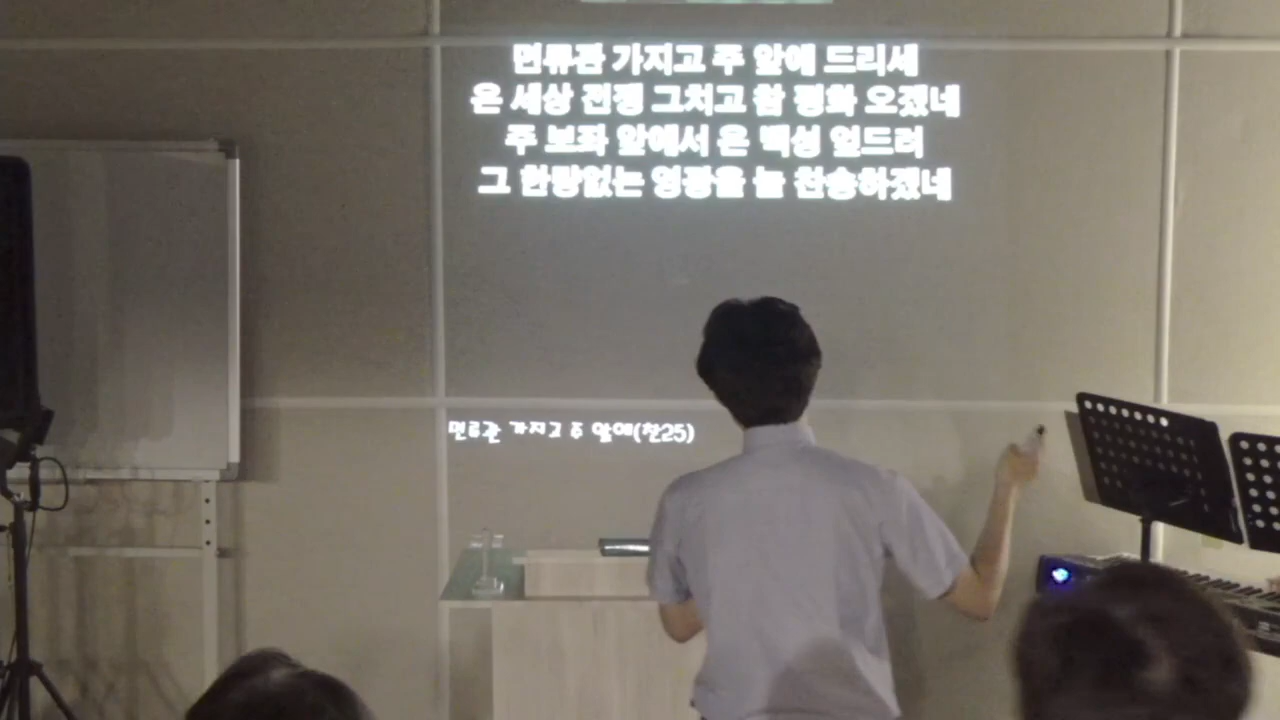 면류관 가지고 주 앞에 드리세
온 세상 전쟁 그치고 참 평화 오겠네
주 보좌 앞에서 온 백성 엎드려
그 한량없는 영광을 늘 찬송하겠네
면류관 가지고 주 앞에(찬25)